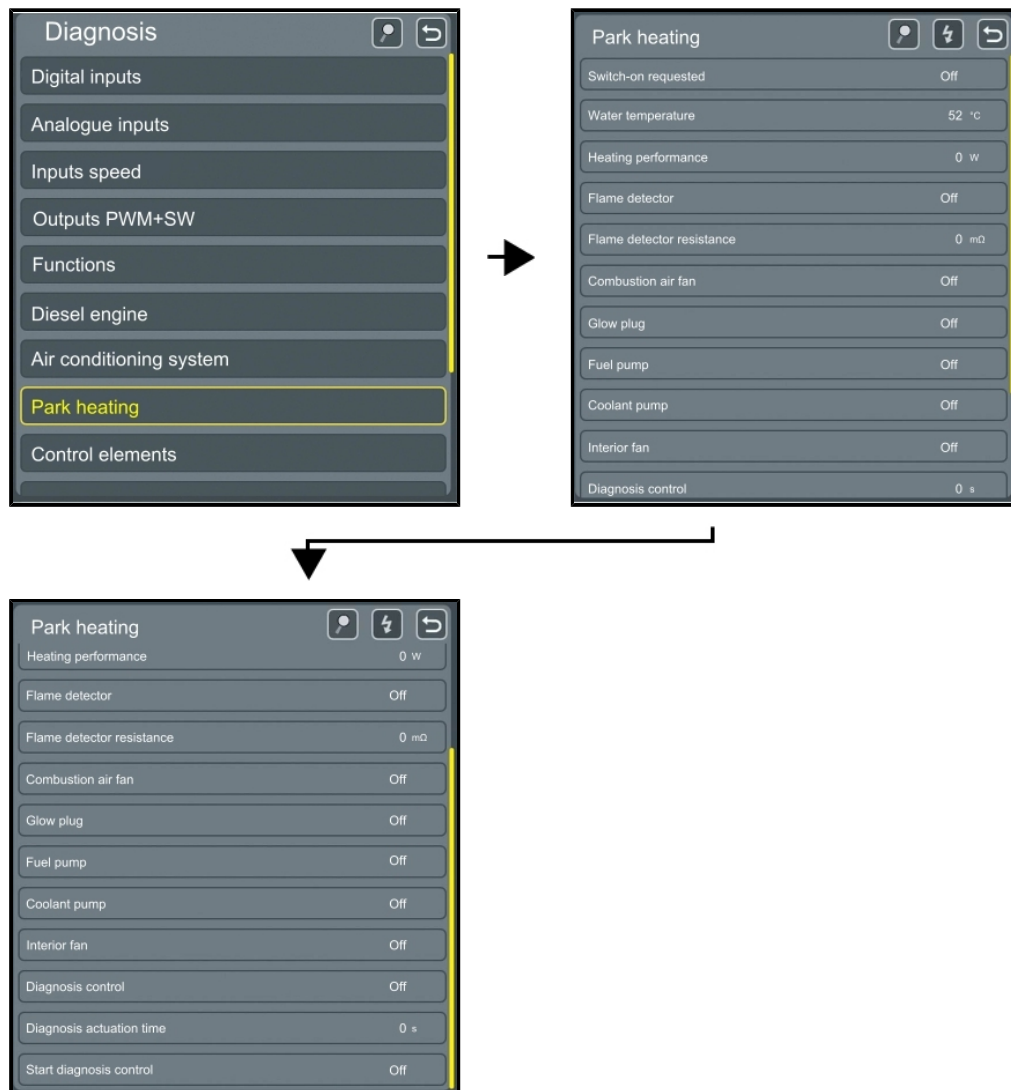 Diagnosis
Digital inputs
Analogue inputs
Inputs speed
Outputs PWM+SW
Functions
Diesel engine
Air conditioning system
Park heating
Control elements
Park heating
Switch-on requested Off
Water temperature 52 °C
Heating performance 0 W
Flame detector Off
Flame detector resistance 0 mΩ
Combustion air fan Off
Glow plug Off
Fuel pump Off
Coolant pump Off
Interior fan Off
Diagnosis control 0 s
Park heating
Heating performance 0 W
Flame detector Off
Flame detector resistance 0 mΩ
Combustion air fan Off
Glow plug Off
Fuel pump Off
Coolant pump Off
Interior fan Off
Diagnosis control Off
Diagnosis actuation time 0 s
Start diagnosis control Off